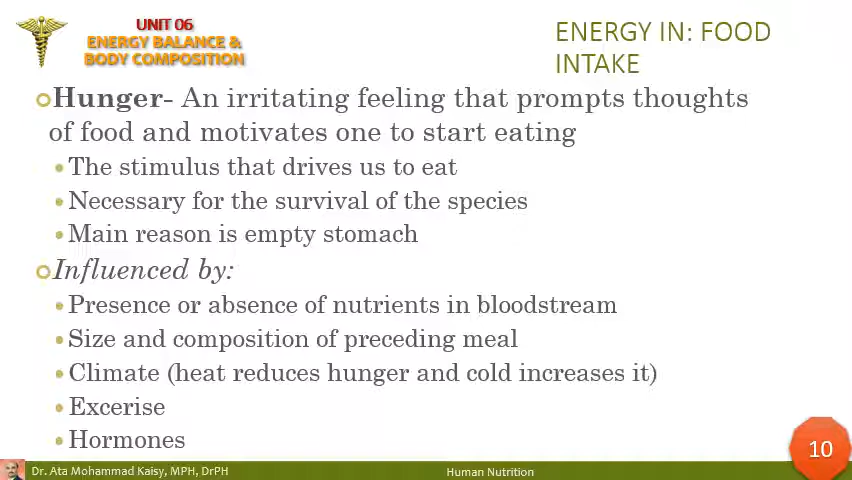 UNIT 06
ENERGY BALANCE &
BODY COMPOSITION
ENERGY IN: FOOD
INTAKE
Hunger- An irritating feeling that prompts thoughts
of food and motivates one to start eating
The stimulus that drives us to eat
Necessary for the survival of the species
Main reason is empty stomach
Influenced by:
Presence or absence of nutrients in bloodstream
Size and composition of preceding meal
Climate (heat reduces hunger and cold increases it)
Excerise
Hormones
10
Dr. Ata Mohammad Kaisy, MPH, DrPH
Human Nutrition